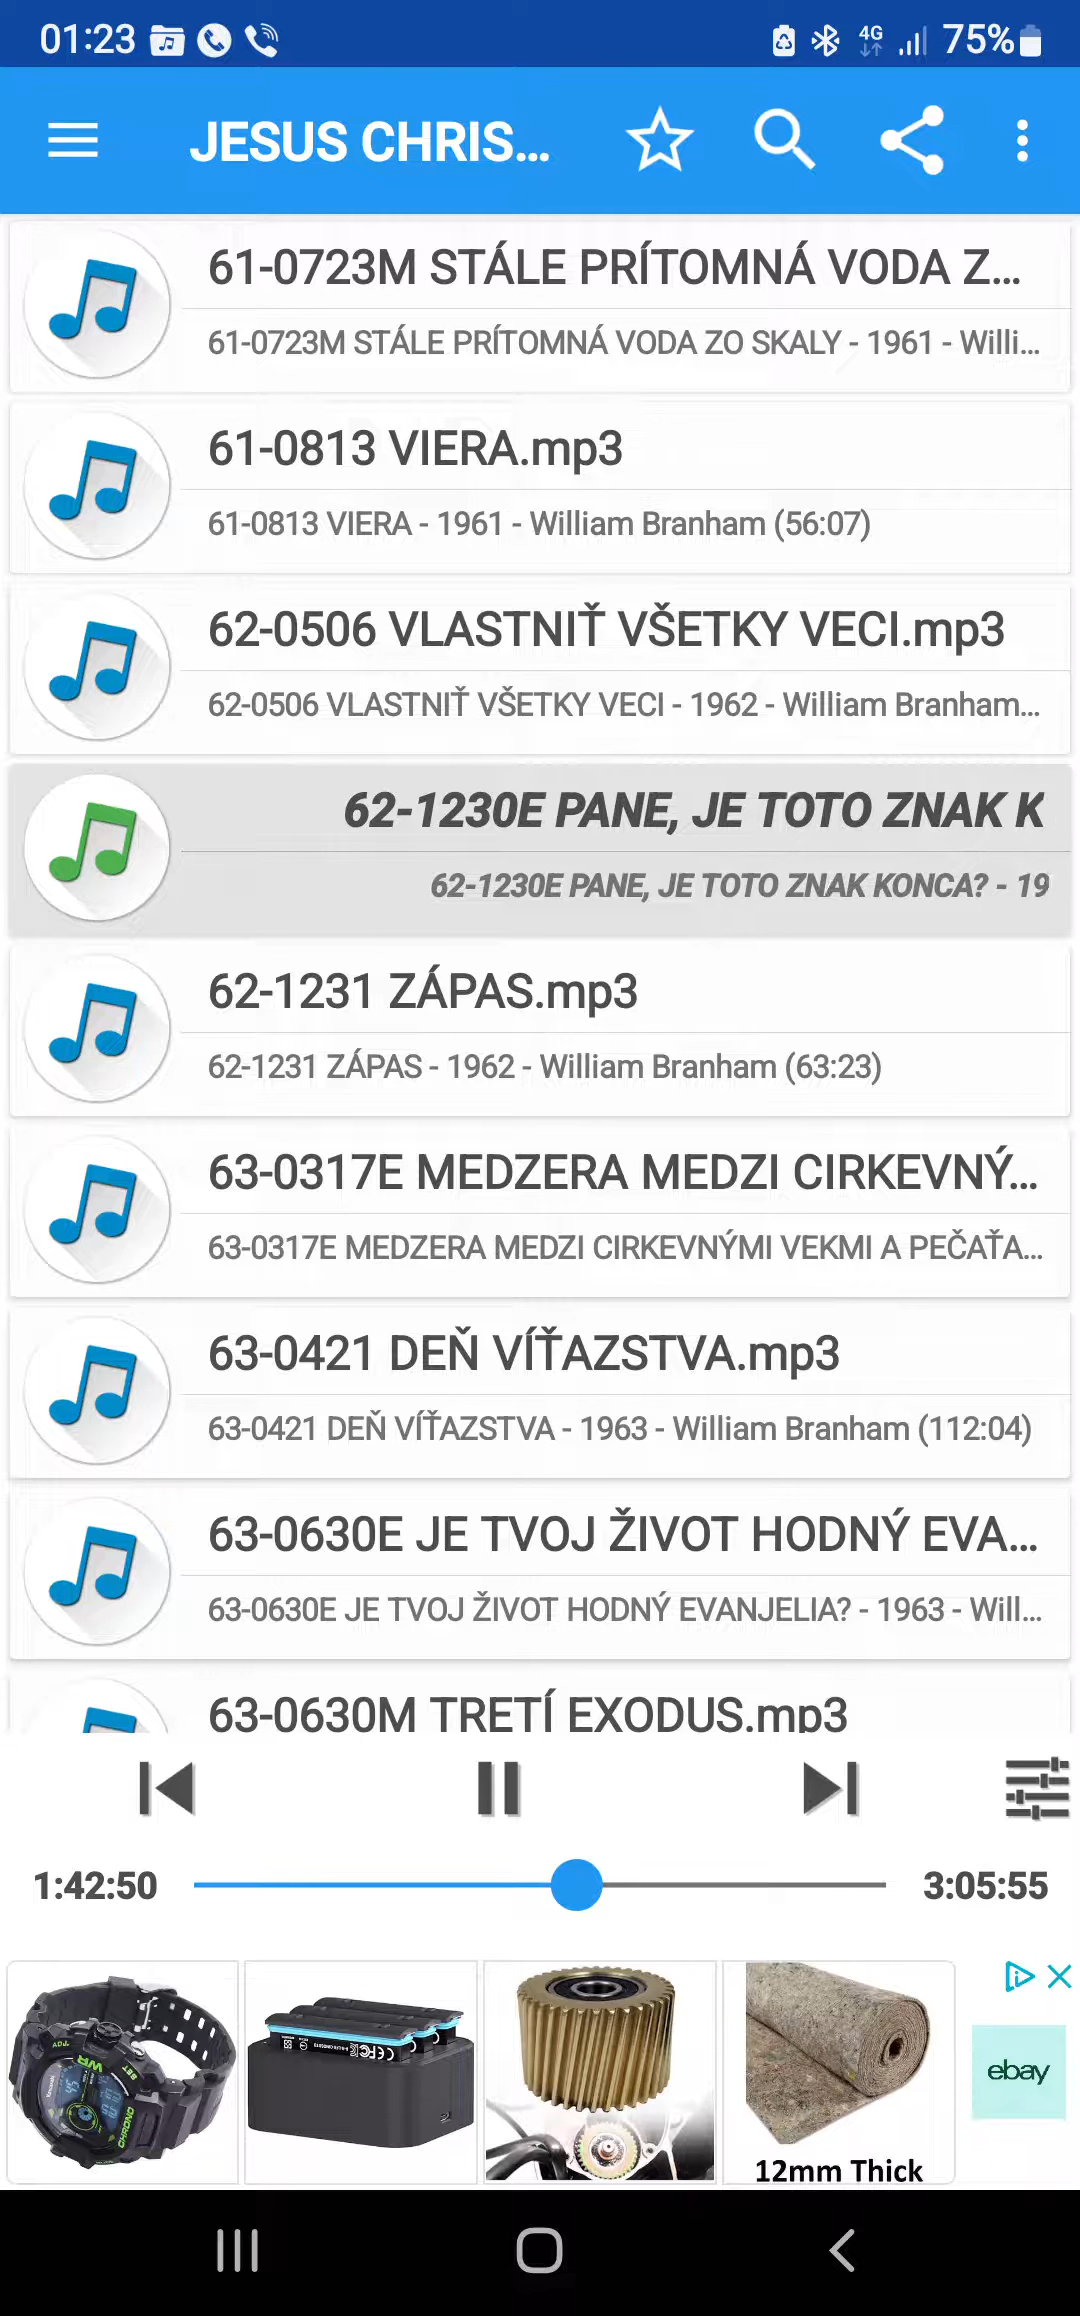 01:23 4G 75%
JESUS CHRIS...
61-0723M STÁLE PRÍTOMNÁ VODA Z...
61-0723M STÁLE PRÍTOMNÁ VODA ZO SKALY - 1961 - Willi...
61-0813 VIERA.mp3
61-0813 VIERA - 1961 - William Branham (56:07)
62-0506 VLASTNIŤ VŠETKY VECI.mp3
62-0506 VLASTNIŤ VŠETKY VECI - 1962 - William Branham...
62-1230E PANE, JE TOTO ZNAK K
62-1230E PANE, JE TOTO ZNAK KONCA? - 19
62-1231 ZÁPAS.mp3
62-1231 ZÁPAS - 1962 - William Branham (63:23)
63-0317E MEDZERA MEDZI CIRKEVNÝ...
63-0317E MEDZERA MEDZI CIRKEVNÝMI VEKMI A PEČAŤA...
63-0421 DEŇ VÍŤAZSTVA.mp3
63-0421 DEŇ VÍŤAZSTVA - 1963 - William Branham (112:04)
63-0630E JE TVOJ ŽIVOT HODNÝ EVA...
63-0630E JE TVOJ ŽIVOT HODNÝ EVANJELIA? - 1963 - Will...
63-0630M TRETÍ EXODUS.mp3
1:42:50 3:05:55
WR
SET
CHRONO
12mm Thick
ebay